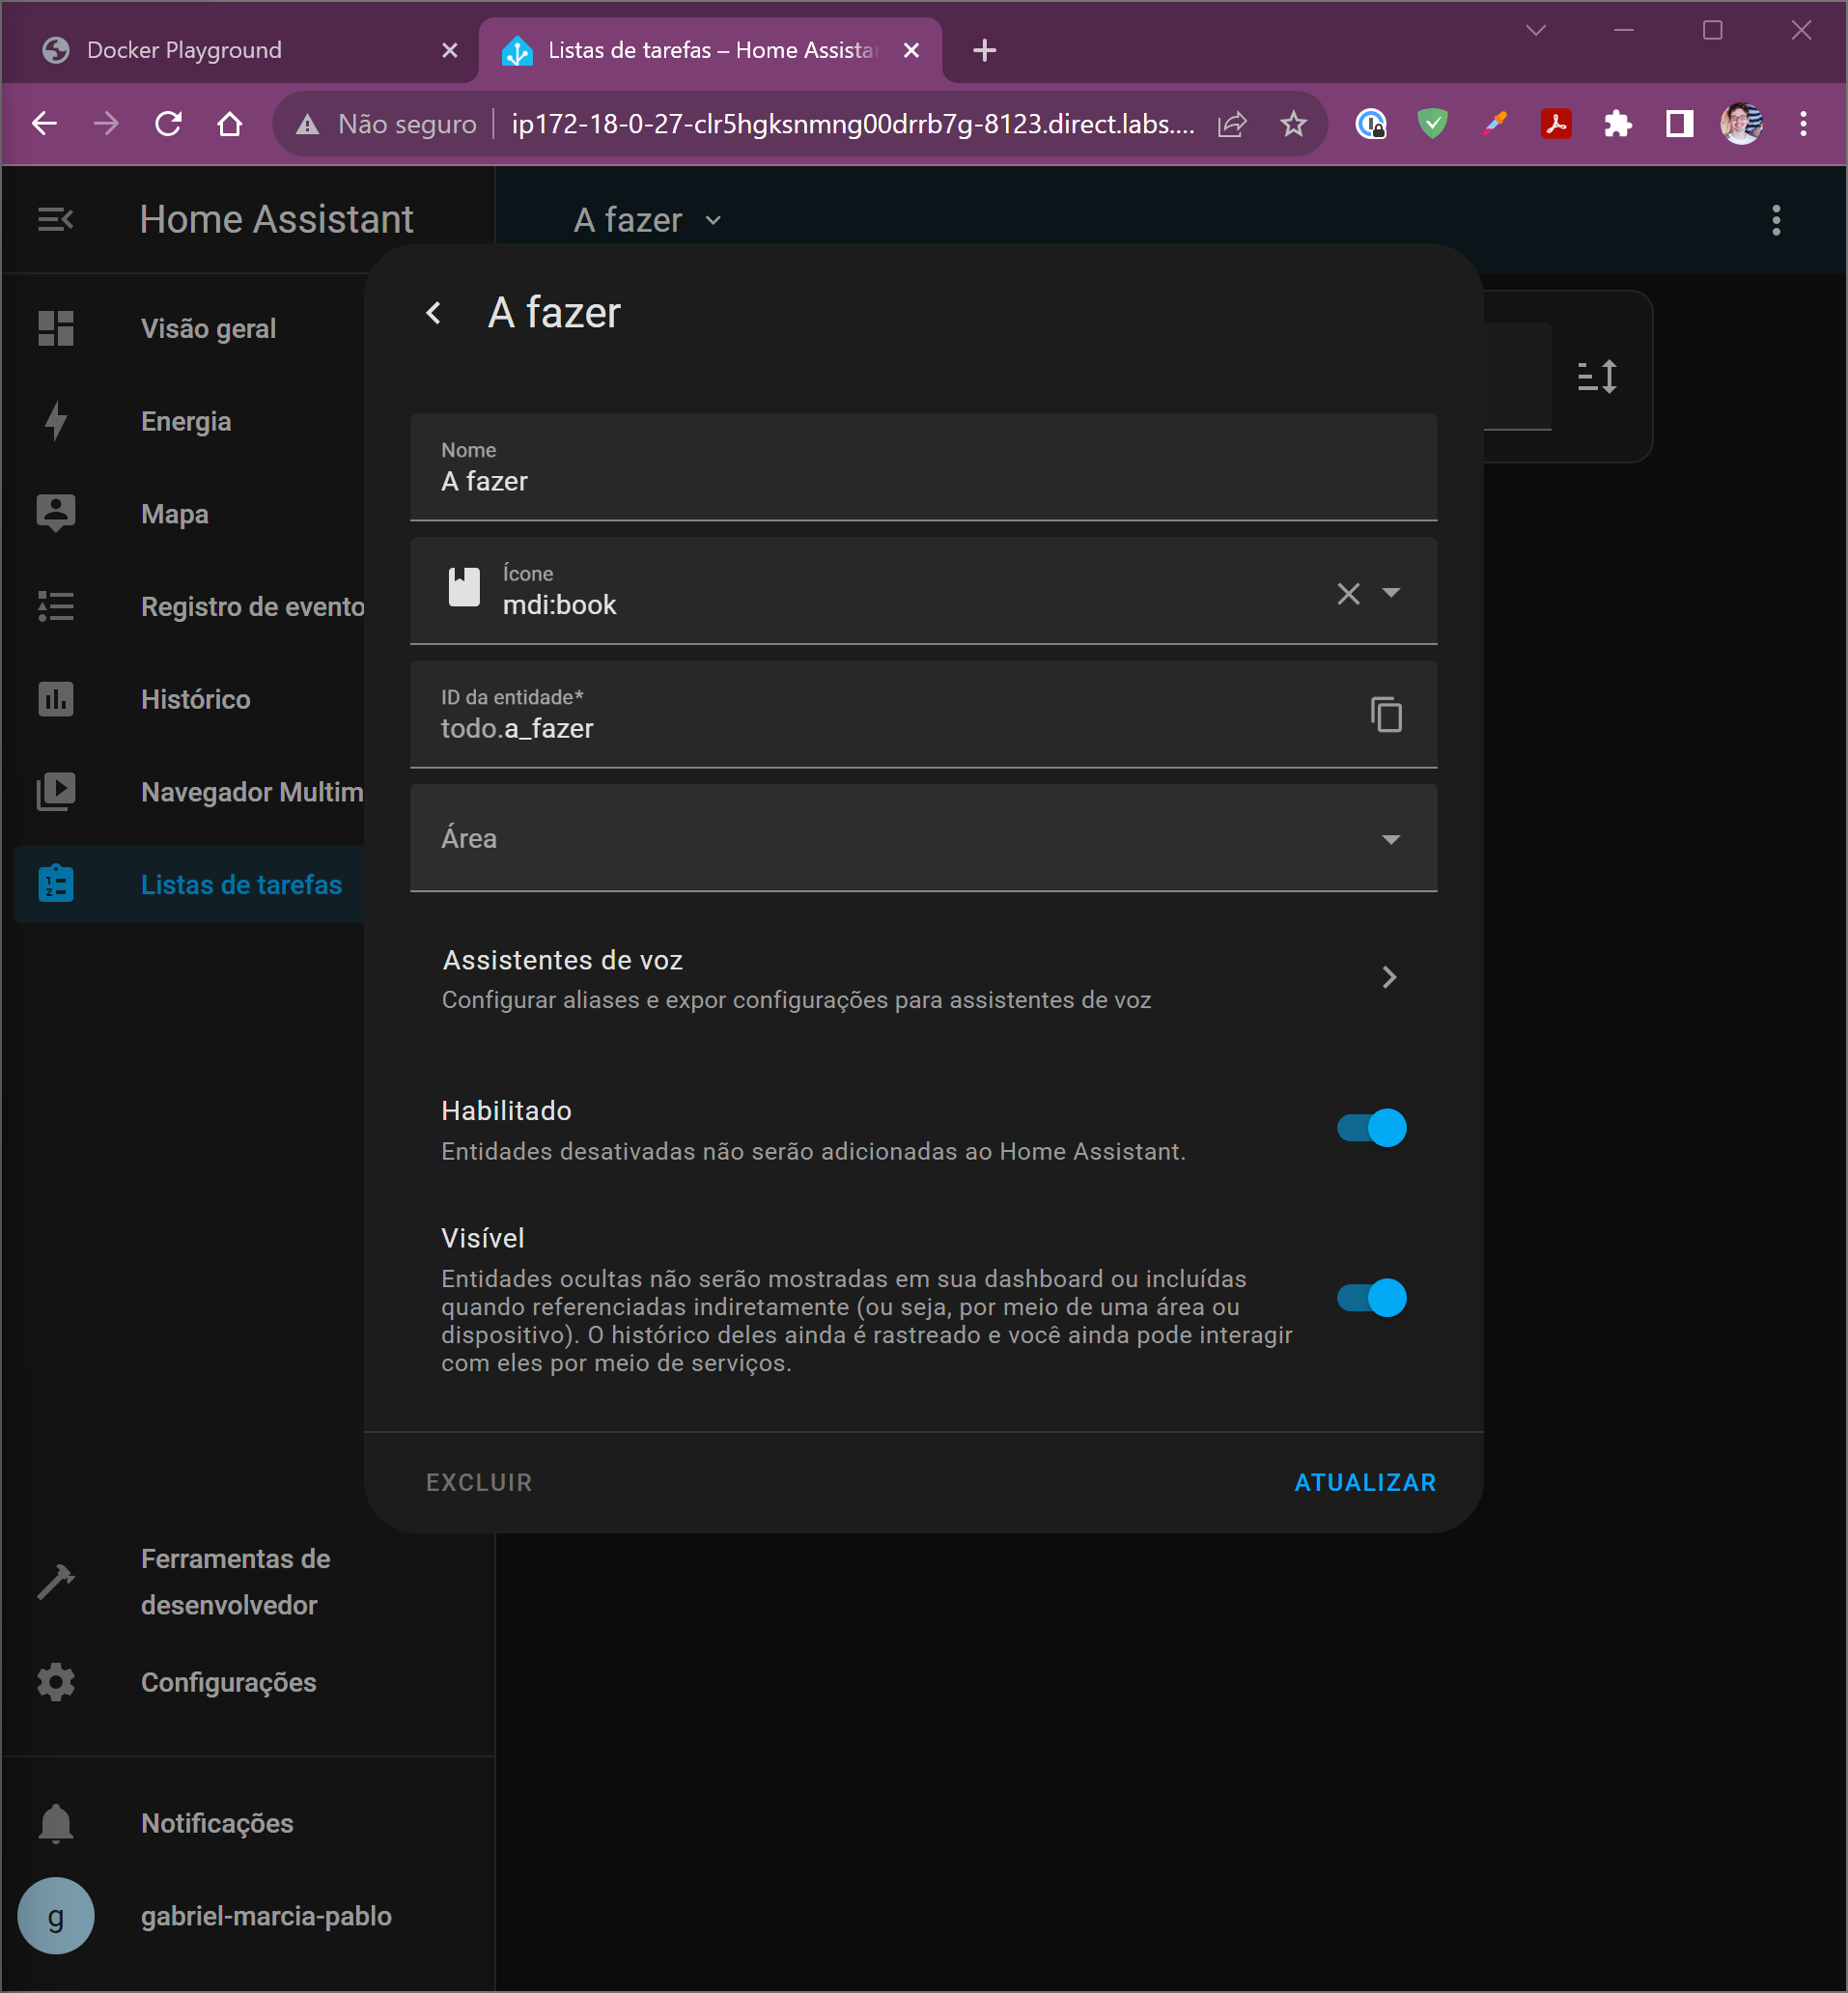 Docker Playground
Listas de tarefas – Home Assista
Não seguro
ip172-18-0-27-clr5hgksnmng00drrb7g-8123.direct.labs....
Home Assistant
A fazer
Visão geral
Energia
Mapa
Registro de evento
Histórico
Navegador Multim
Listas de tarefas
A fazer
Nome
A fazer
Ícone
mdi:book
ID da entidade*
todo.a_fazer
Área
Assistentes de voz
Configurar aliases e expor configurações para assistentes de voz
Habilitado
Entidades desativadas não serão adicionadas ao Home Assistant.
Visível
Entidades ocultas não serão mostradas em sua dashboard ou incluídas
quando referenciadas indiretamente (ou seja, por meio de uma área ou
dispositivo). O histórico deles ainda é rastreado e você ainda pode interagir
com eles por meio de serviços.
EXCLUIR
ATUALIZAR
Ferramentas de
desenvolvedor
Configurações
Notificações
g
gabriel-marcia-pablo